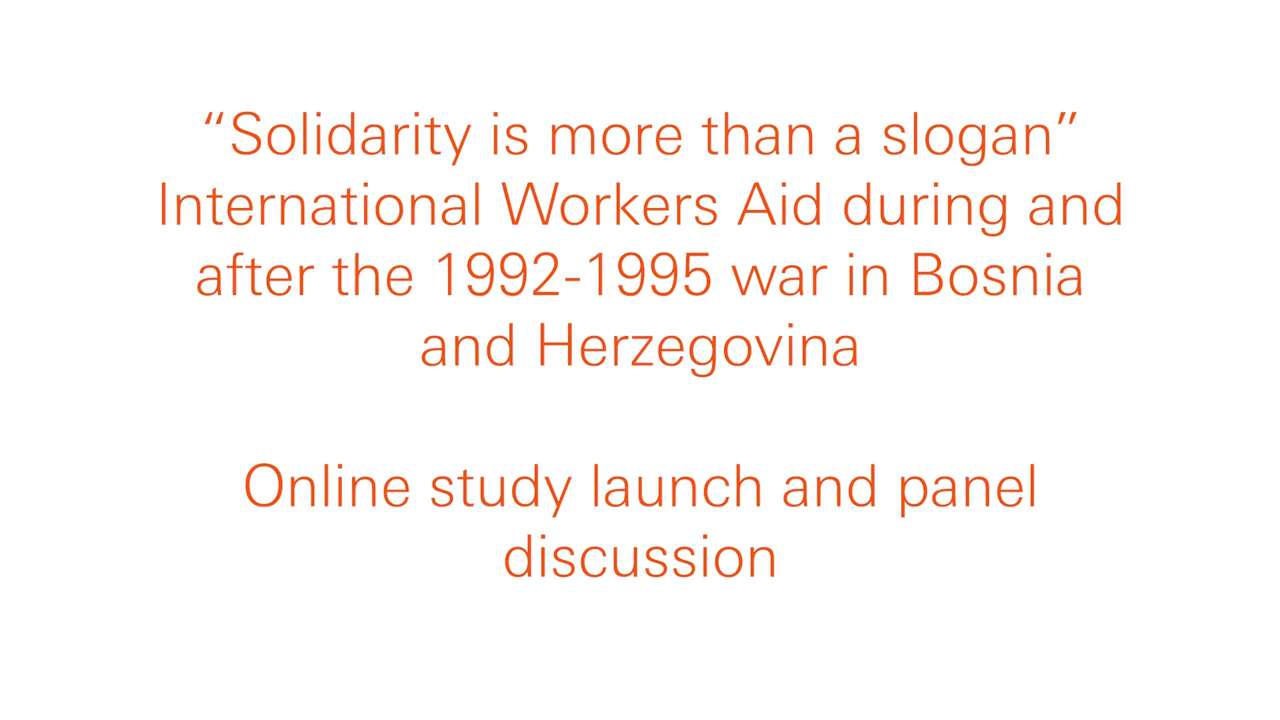 “Solidarity is more than a slogan”
International Workers Aid during and
after the 1992-1995 war in Bosnia
and Herzegovina
Online study launch and panel
discussion